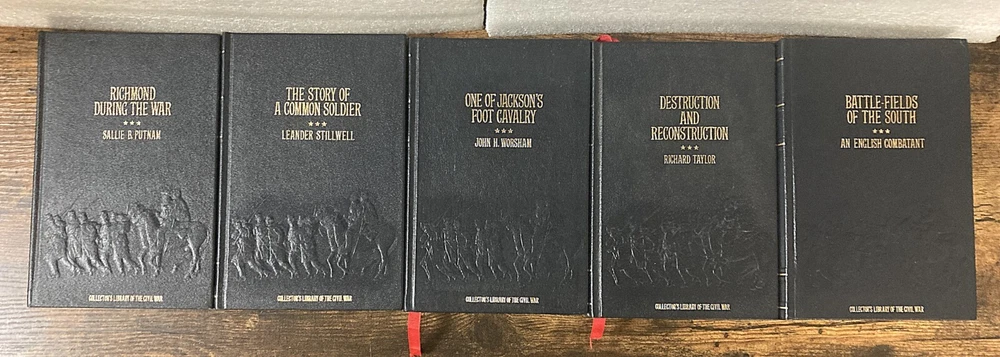 RICHMOND
DURING THE WAR
SALLIE B. PUTNAM
COLLECTOR'S LIBRARY OF THE CIVIL WAR
THE STORY OF
A COMMON SOLDIER
LEANDER STILLWELL
COLLECTOR'S LIBRARY OF THE CIVIL WAR
ONE OF JACKSON'S
FOOT CAVALRY
JOHN H. WORSHAM
COLLECTOR'S LIBRARY OF THE CIVIL WAR
DESTRUCTION
AND
RECONSTRUCTION
RICHARD TAYLOR
COLLECTOR'S LIBRARY OF THE CIVIL WAR
BATTLE-FIELDS
OF THE SOUTH
AN ENGLISH COMBATANT
COLLECTOR'S LIBRARY OF THE CIVIL WAR